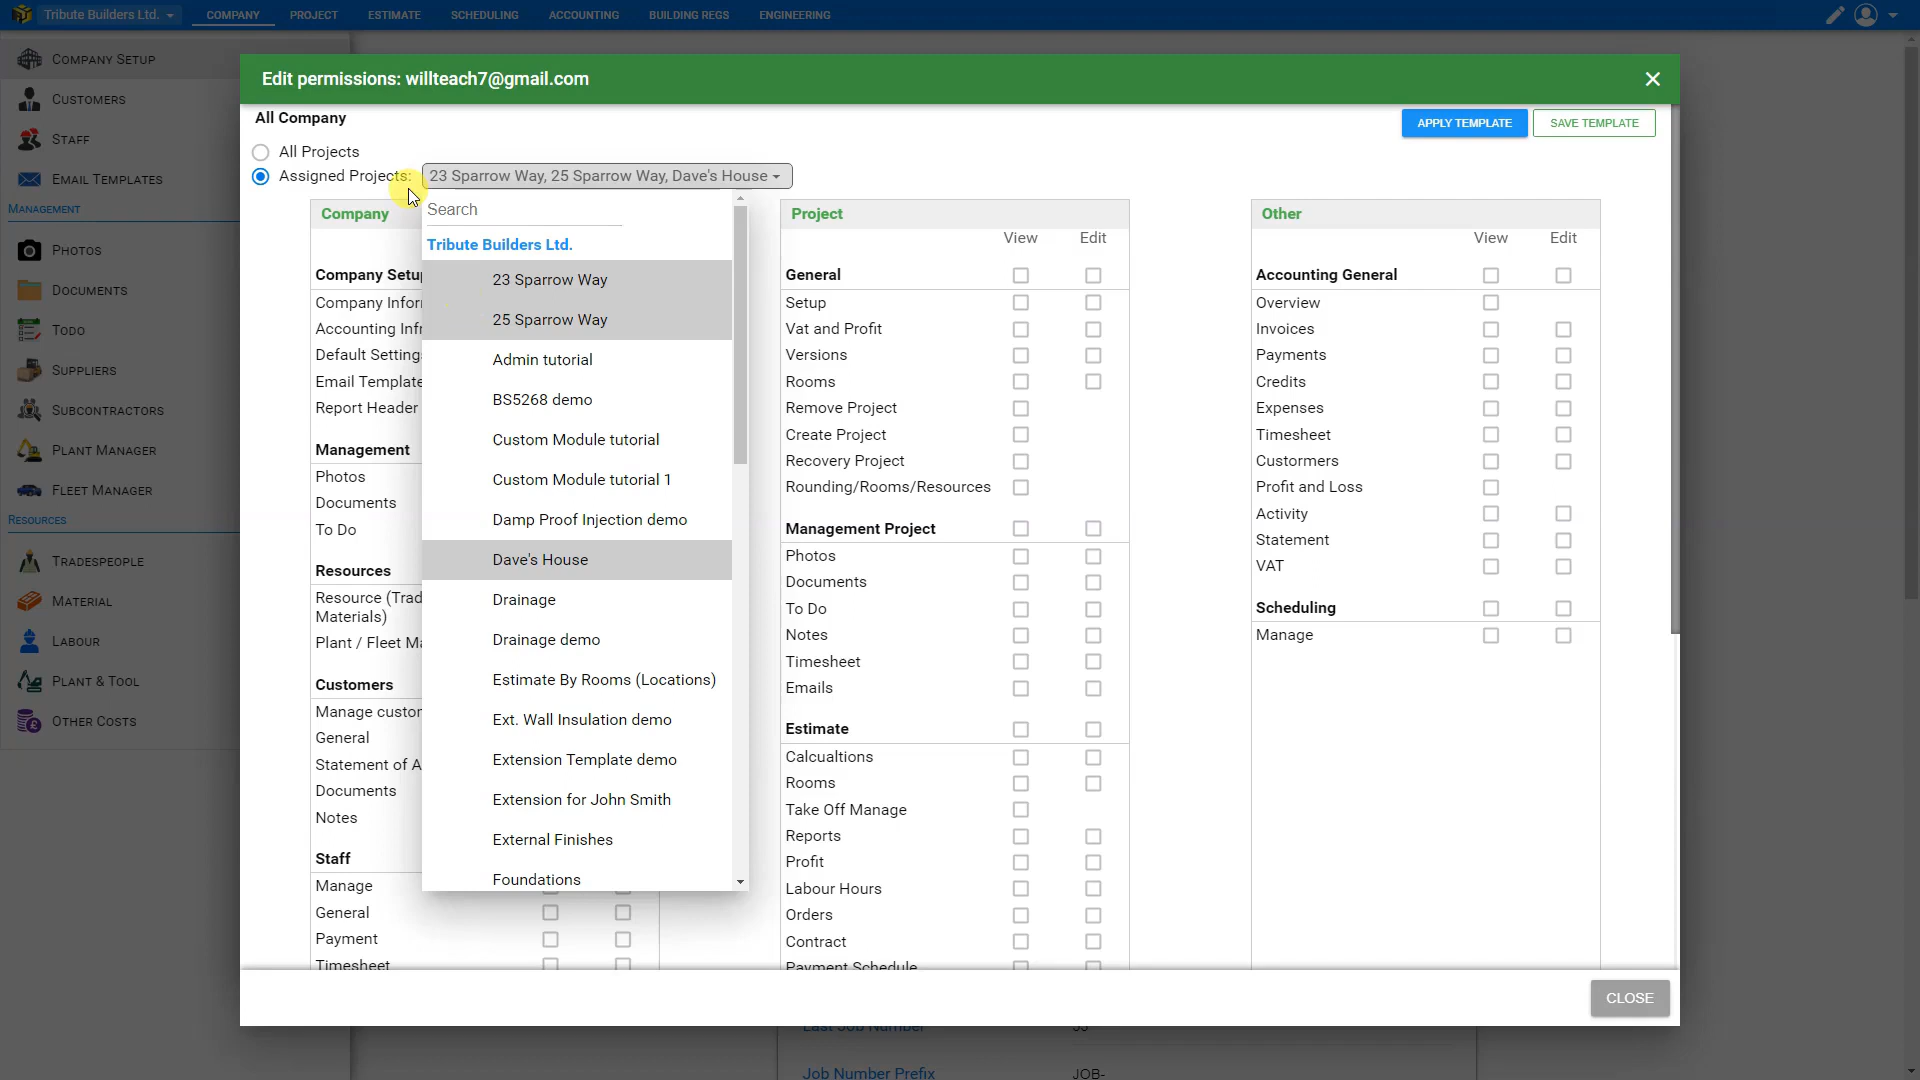 Tribute Builders Ltd.
COMPANY
PROJECT
ESTIMATE
SCHEDULING
ACCOUNTING
BUILDING REGS
ENGINEERING
COMPANY SETUP
CUSTOMERS
STAFF
EMAIL TEMPLATES
MANAGEMENT
PHOTOS
DOCUMENTS
TODO
SUPPLIERS
SUBCONTRACTORS
PLANT MANAGER
FLEET MANAGER
RESOURCES
TRADESPEOPLE
MATERIAL
LABOUR
PLANT & TOOL
OTHER COSTS
Edit permissions: willteach7@gmail.com
All Company
APPLY TEMPLATE
SAVE TEMPLATE
All Projects
Assigned Projects:
23 Sparrow Way, 25 Sparrow Way, Dave's House
Search
Tribute Builders Ltd.
23 Sparrow Way
25 Sparrow Way
Admin tutorial
BS5268 demo
Custom Module tutorial
Custom Module tutorial 1
Damp Proof Injection demo
Dave's House
Drainage
Drainage demo
Estimate By Rooms (Locations)
Ext. Wall Insulation demo
Extension Template demo
Extension for John Smith
External Finishes
Foundations
Company
Company Setu
Company Infor
Accounting Inf
Default Setting
Email Template
Report Header
Management
Photos
Documents
To Do
Resources
Resource (Trad
Materials)
Plant / Fleet Ma
Customers
Manage custor
General
Statement of A
Documents
Notes
Staff
Manage
General
Payment
Timesheet
Project
View Edit
General
Setup
Vat and Profit
Versions
Rooms
Remove Project
Create Project
Recovery Project
Rounding/Rooms/Resources
Management Project
Photos
Documents
To Do
Notes
Timesheet
Emails
Estimate
Calcualtions
Rooms
Take Off Manage
Reports
Profit
Labour Hours
Orders
Contract
Payment Schedule
Other
View Edit
Accounting General
Overview
Invoices
Payments
Credits
Expenses
Timesheet
Custormers
Profit and Loss
Activity
Statement
VAT
Scheduling
Manage
CLOSE
Last Job Number
Job Number Prefix JOB-